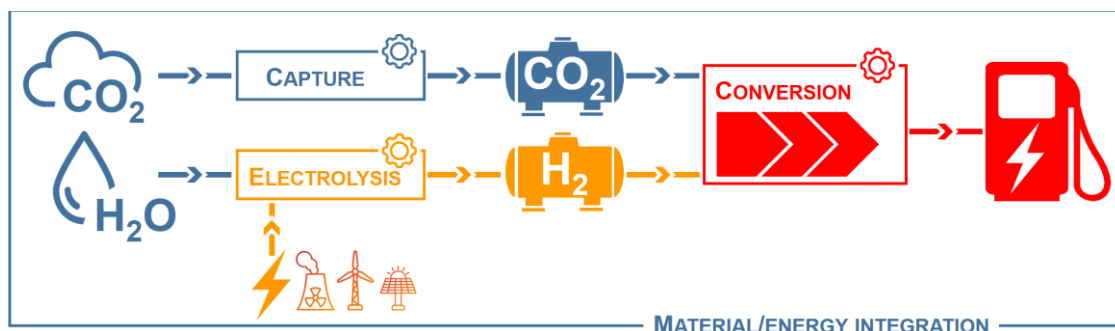 CO₂
CAPTURE
CO₂
CONVERSION
H₂O
ELECTROLYSIS
H₂
MATERIAL/ENERGY INTEGRATION